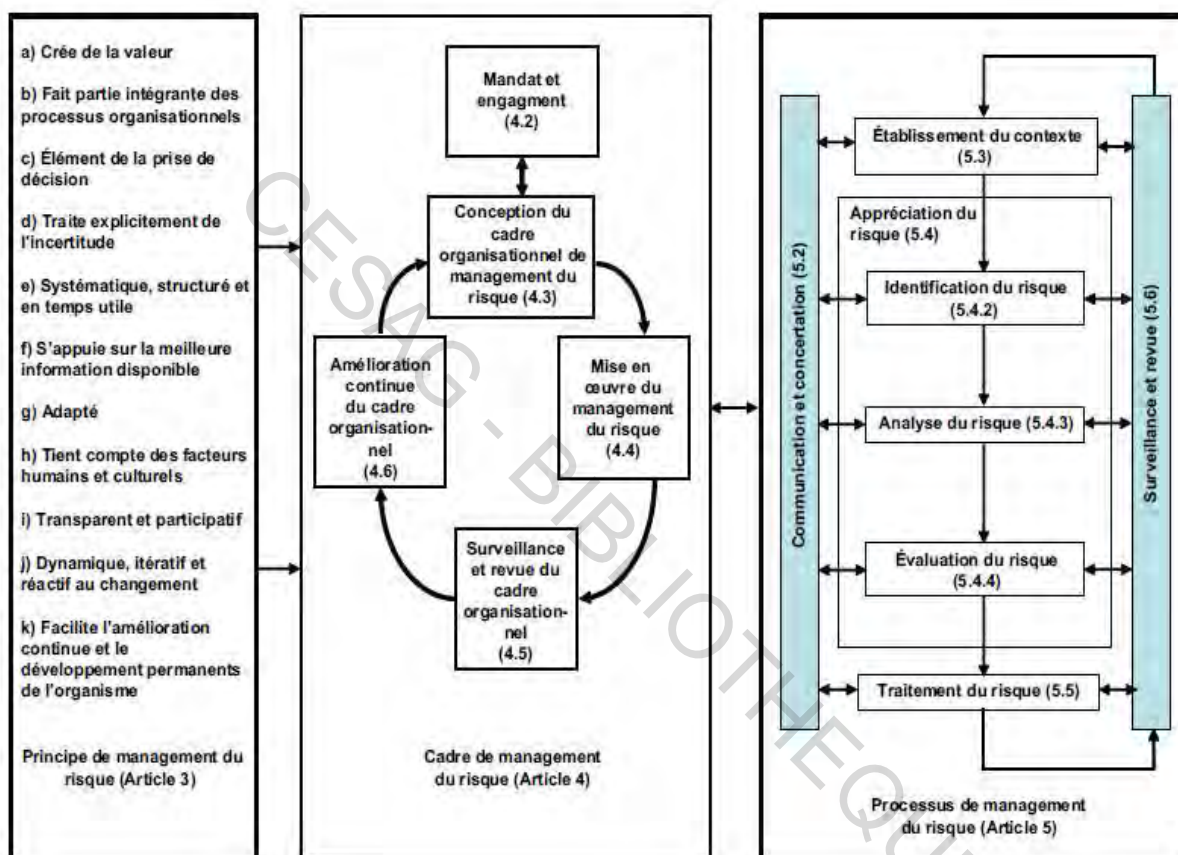 a) Crée de la valeur
b) Fait partie intégrante des
processus organisationnels
c) Élément de la prise de
décision
d) Traite explicitement de
l'incertitude
e) Systématique, structuré et
en temps utile
f) S'appuie sur la meilleure
information disponible
g) Adapté
h) Tient compte des facteurs
humains et culturels
i) Transparent et participatif
j) Dynamique, itératif et
réactif au changement
k) Facilite l'amélioration
continue et le
développement permanents
de l'organisme
Principe de management du
risque (Article 3)
Mandat et
engagment
(4.2)
Conception du
cadre
organisationnel de
management du
risque (4.3)
Amélioration
continue
du cadre
organisation-
nel
(4.6)
Mise en
œuvre du
management
du risque
(4.4)
Surveillance
et revue du
cadre
organisation-
nel
(4.5)
Cadre de management
du risque (Article 4)
Communication et concertation (5.2)
Établissement du contexte
(5.3)
Appréciation du
risque (5.4)
Identification du risque
(5.4.2)
Analyse du risque (5.4.3)
Évaluation du risque
(5.4.4)
Traitement du risque (5.5)
Surveillance et revue (5.6)
Processus de management
du risque (Article 5)
CESAG - BIBLIOTHEQU